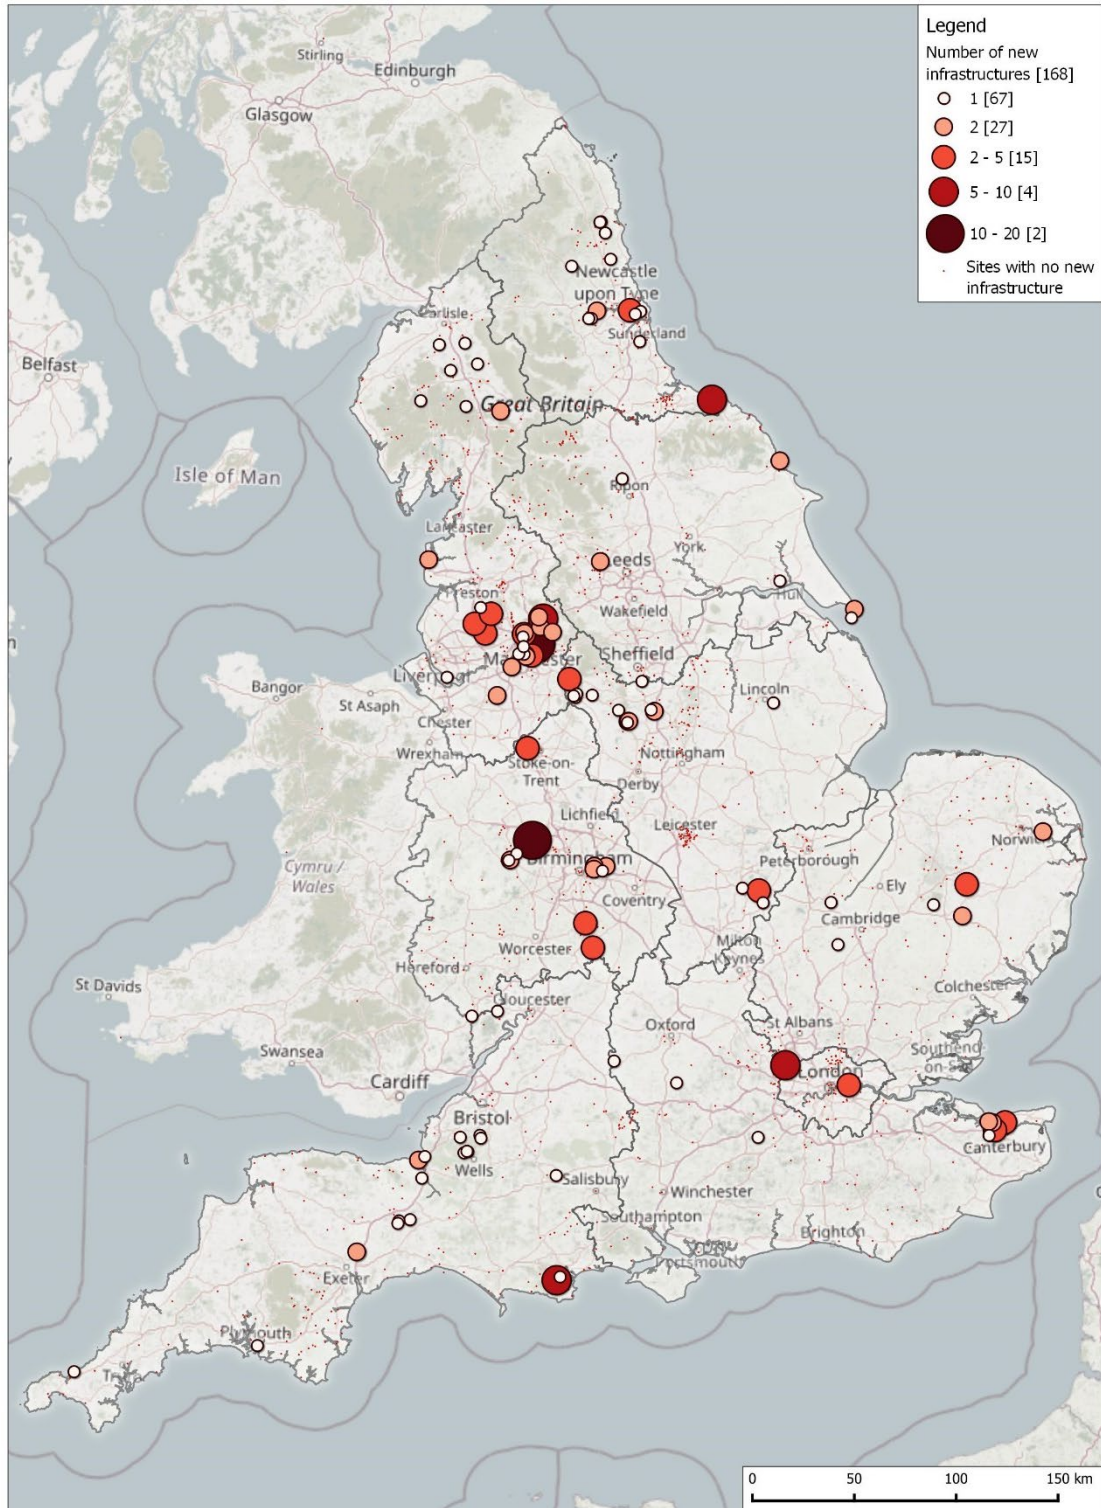 Legend
Number of new
infrastructures [168]
1 [67]
2 [27]
2 - 5 [15]
5 - 10 [4]
10 - 20 [2]
Sites with no new
infrastructure
Stirling
Edinburgh
Glasgow
Newcastle
upon Tyne
Sunderland
Carlisle
Belfast
Great Britain
Isle of Man
Ripon
Lancaster
York
Leeds
Preston
Hull
Wakefield
Manchester
Sheffield
Liverpool
Bangor
St Asaph
Lincoln
Chester
Wrexham
Stoke-on-
Trent
Nottingham
Derby
Lichfield
Leicester
Norwich
Peterborough
Birmingham
Cymru /
Wales
Ely
Coventry
Cambridge
Worcester
Milton
Keynes
Hereford
St Davids
Colchester
Gloucester
Oxford
St Albans
Swansea
Southend-
on-Sea
London
Cardiff
Bristol
Canterbury
Wells
Salisbury
Winchester
Southampton
Brighton
Portsmouth
Exeter
Plymouth
0 50 100 150 km